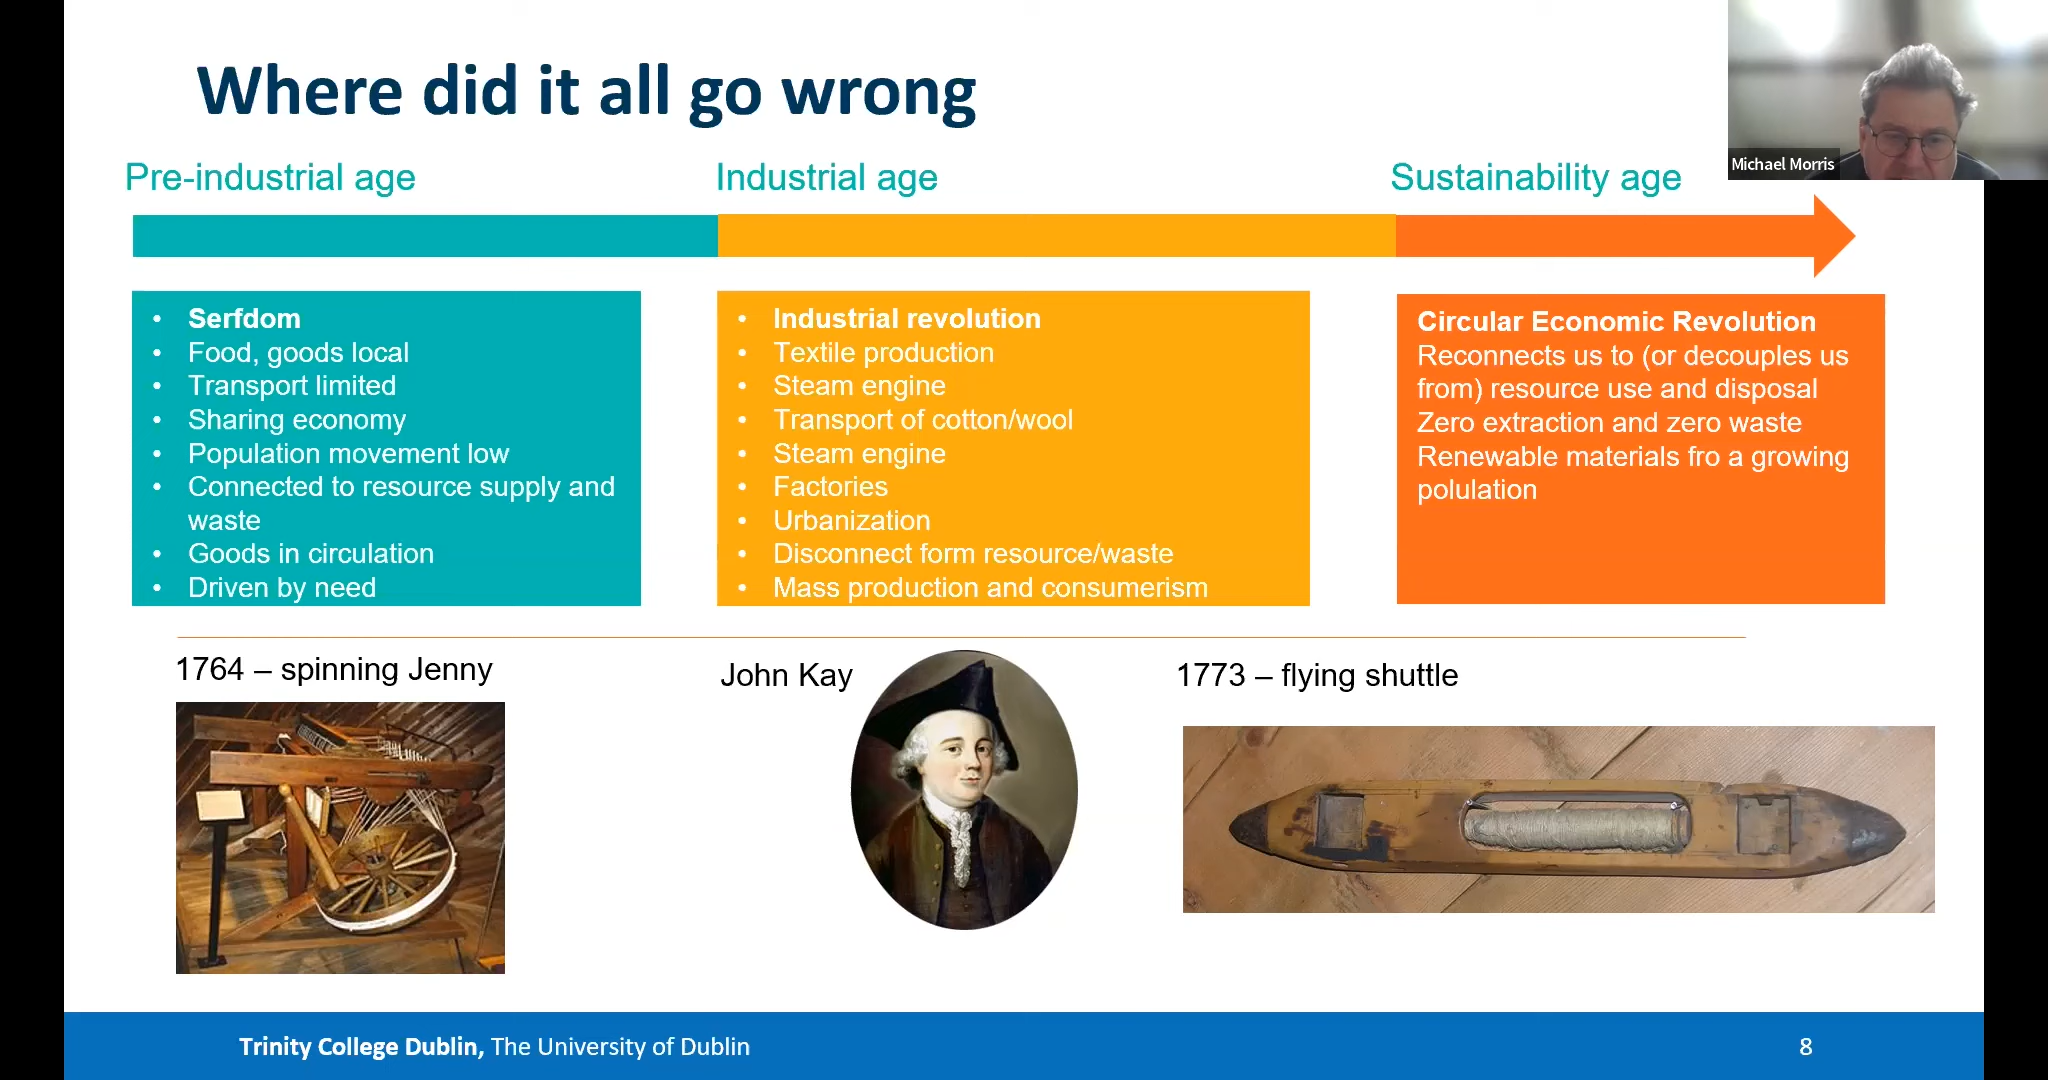 Where did it all go wrong
Michael Morris
Pre-industrial age
Industrial age
Sustainability age
• Serfdom
• Food, goods local
• Transport limited
• Sharing economy
• Population movement low
• Connected to resource supply and
waste
• Goods in circulation
• Driven by need
• Industrial revolution
• Textile production
• Steam engine
• Transport of cotton/wool
• Steam engine
• Factories
• Urbanization
• Disconnect form resource/waste
• Mass production and consumerism
Circular Economic Revolution
Reconnects us to (or decouples us
from) resource use and disposal
Zero extraction and zero waste
Renewable materials fro a growing
polulation
1764 – spinning Jenny
John Kay
1773 – flying shuttle
Trinity College Dublin, The University of Dublin
8